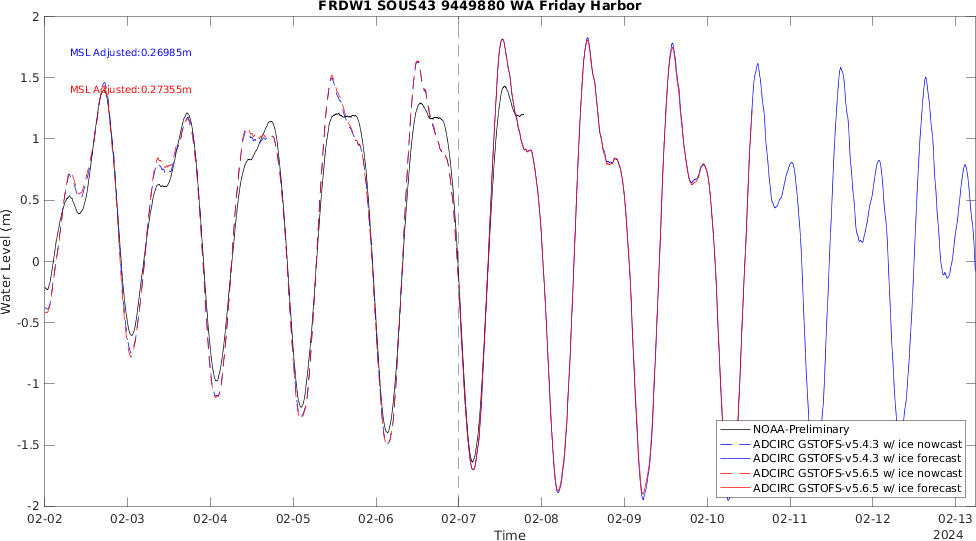 FRDW1 SOUS43 9449880 WA Friday Harbor
MSL Adjusted:0.26985m
MSL Adjusted:0.27355m
Water Level (m)
2
1.5
1
0.5
0
-0.5
-1
-1.5
-2
NOAA-Preliminary
ADCIRC GSTOFS-v5.4.3 w/ ice nowcast
ADCIRC GSTOFS-v5.4.3 w/ ice forecast
ADCIRC GSTOFS-v5.6.5 w/ ice nowcast
ADCIRC GSTOFS-v5.6.5 w/ ice forecast
02-02 02-03 02-04 02-05 02-06 02-07 02-08 02-09 02-10 02-11 02-12 02-13
Time
2024